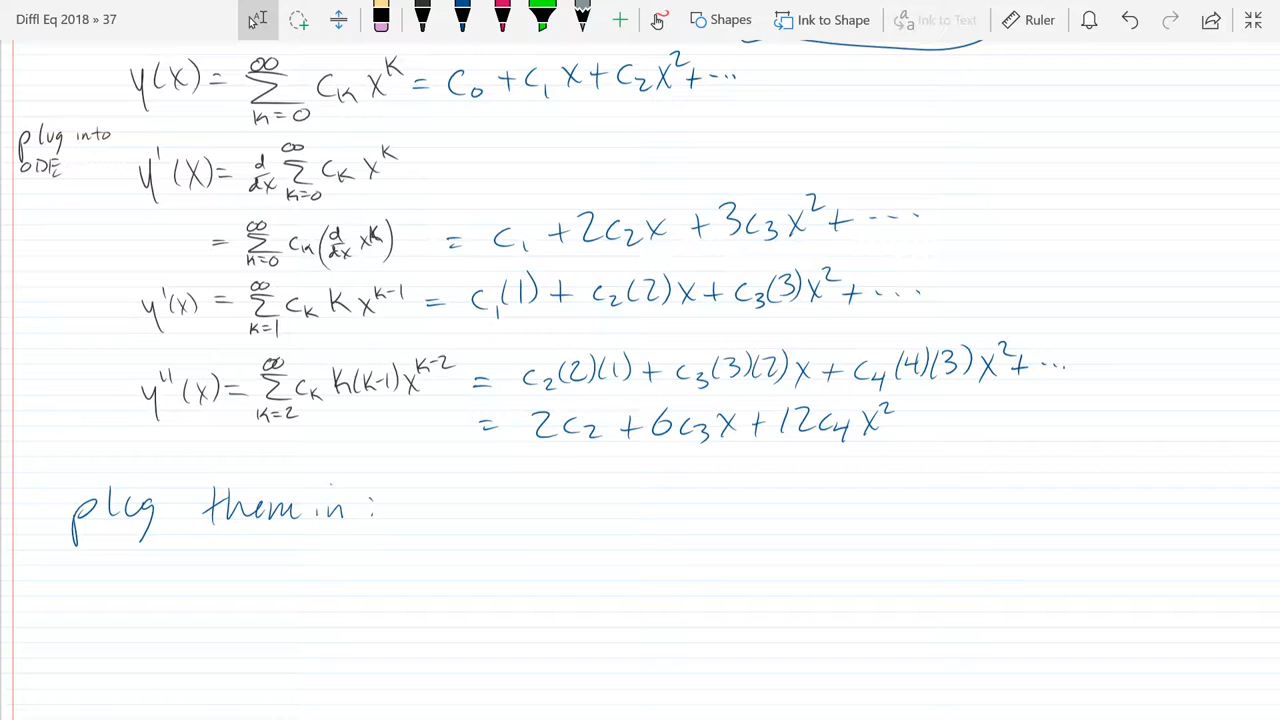 Diffl Eq 2018 » 37
Shapes Ink to Shape Ink to Text Ruler
y(x) = ∑_{k=0}^{∞} c_k x^k = c_0 + c_1 x + c_2 x^2 + ...
plug into
ODE
y'(x) = d/dx ∑_{k=0}^{∞} c_k x^k
= ∑_{k=0}^{∞} c_k (d/dx x^k) = c_1 + 2c_2 x + 3c_3 x^2 + ....
y'(x) = ∑_{k=1}^{∞} c_k k x^{k-1} = c_1(1) + c_2(2)x + c_3(3)x^2 + ....
y''(x) = ∑_{k=2}^{∞} c_k k(k-1) x^{k-2} = c_2(2)(1) + c_3(3)(2)x + c_4(4)(3)x^2 + ...
= 2c_2 + 6c_3 x + 12c_4 x^2
plug them in :